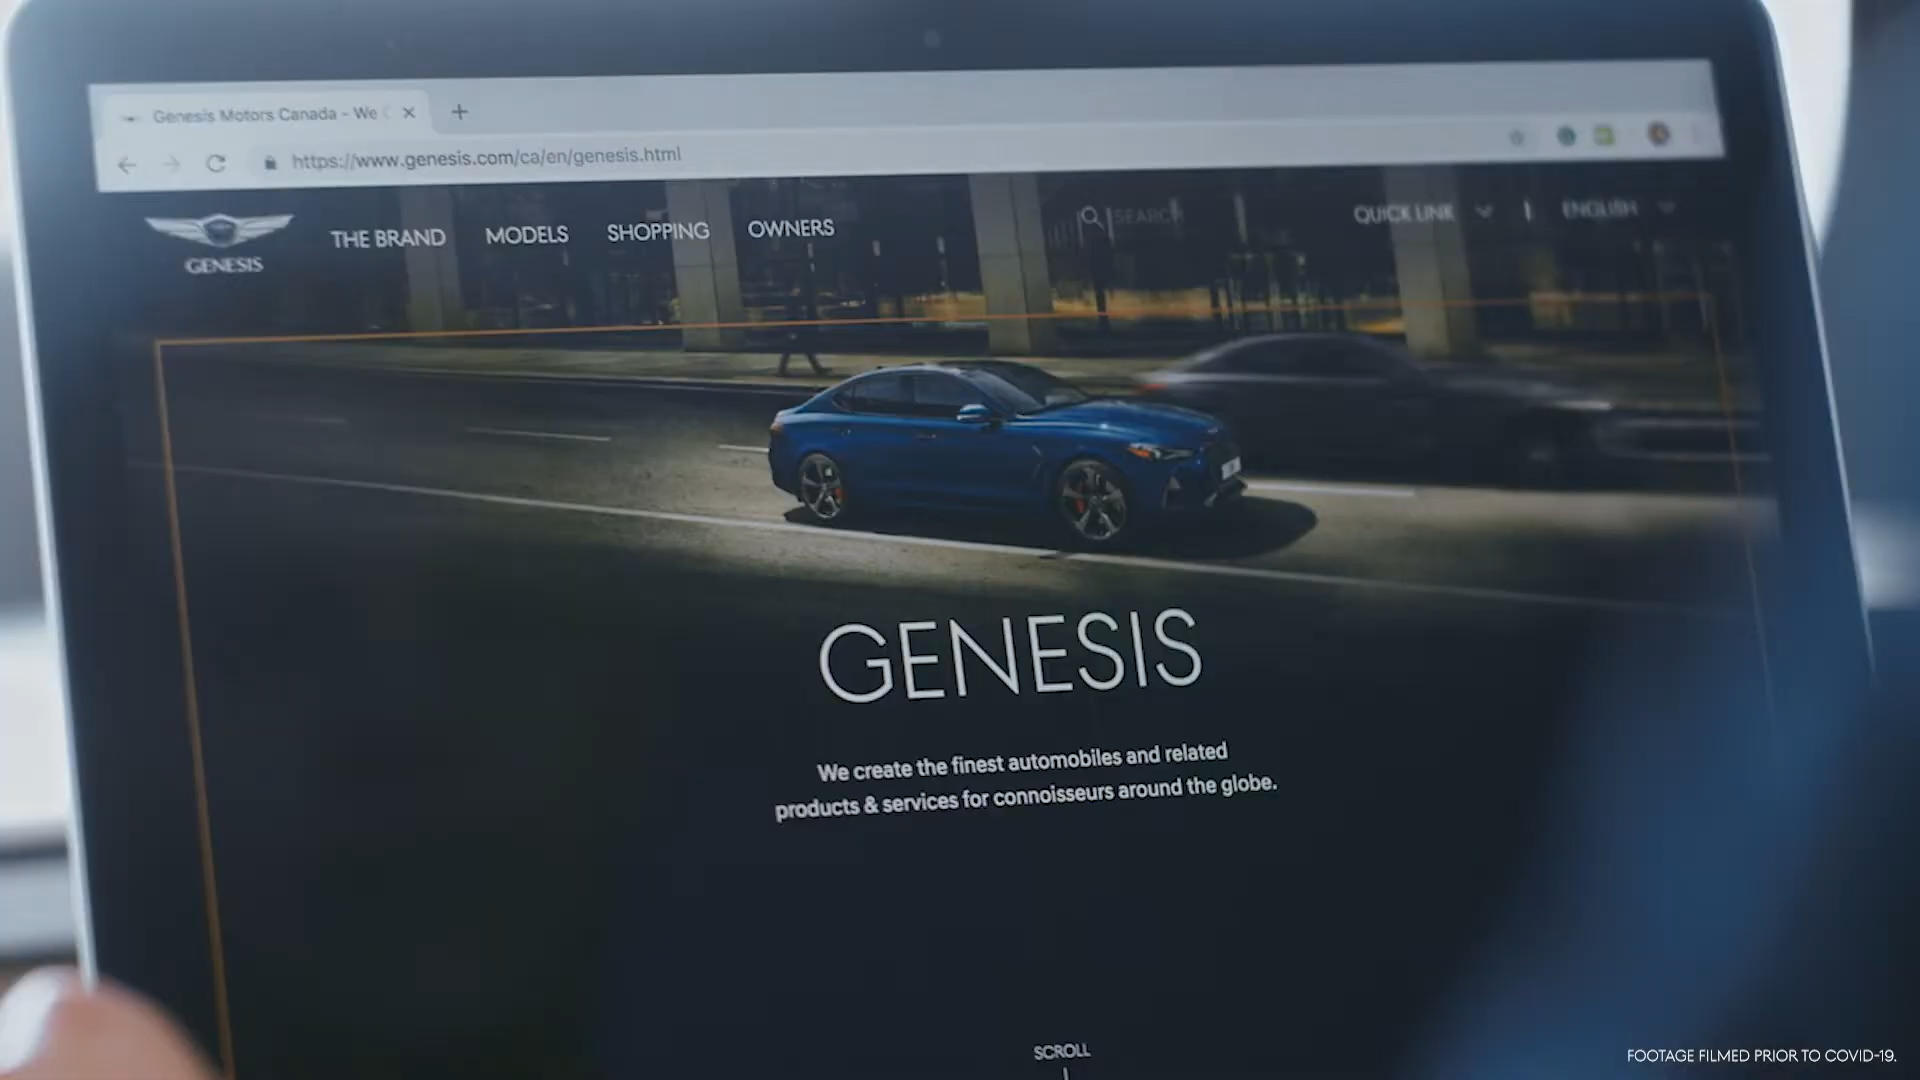 Genesis Motors Canada - We
https://www.genesis.com/ca/en/genesis.html
GENESIS
THE BRAND
MODELS
SHOPPING
OWNERS
SEARCH
QUICK LINK
ENGLISH
GENESIS
We create the finest automobiles and related
products & services for connoisseurs around the globe.
SCROLL
FOOTAGE FILMED PRIOR TO COVID-19.